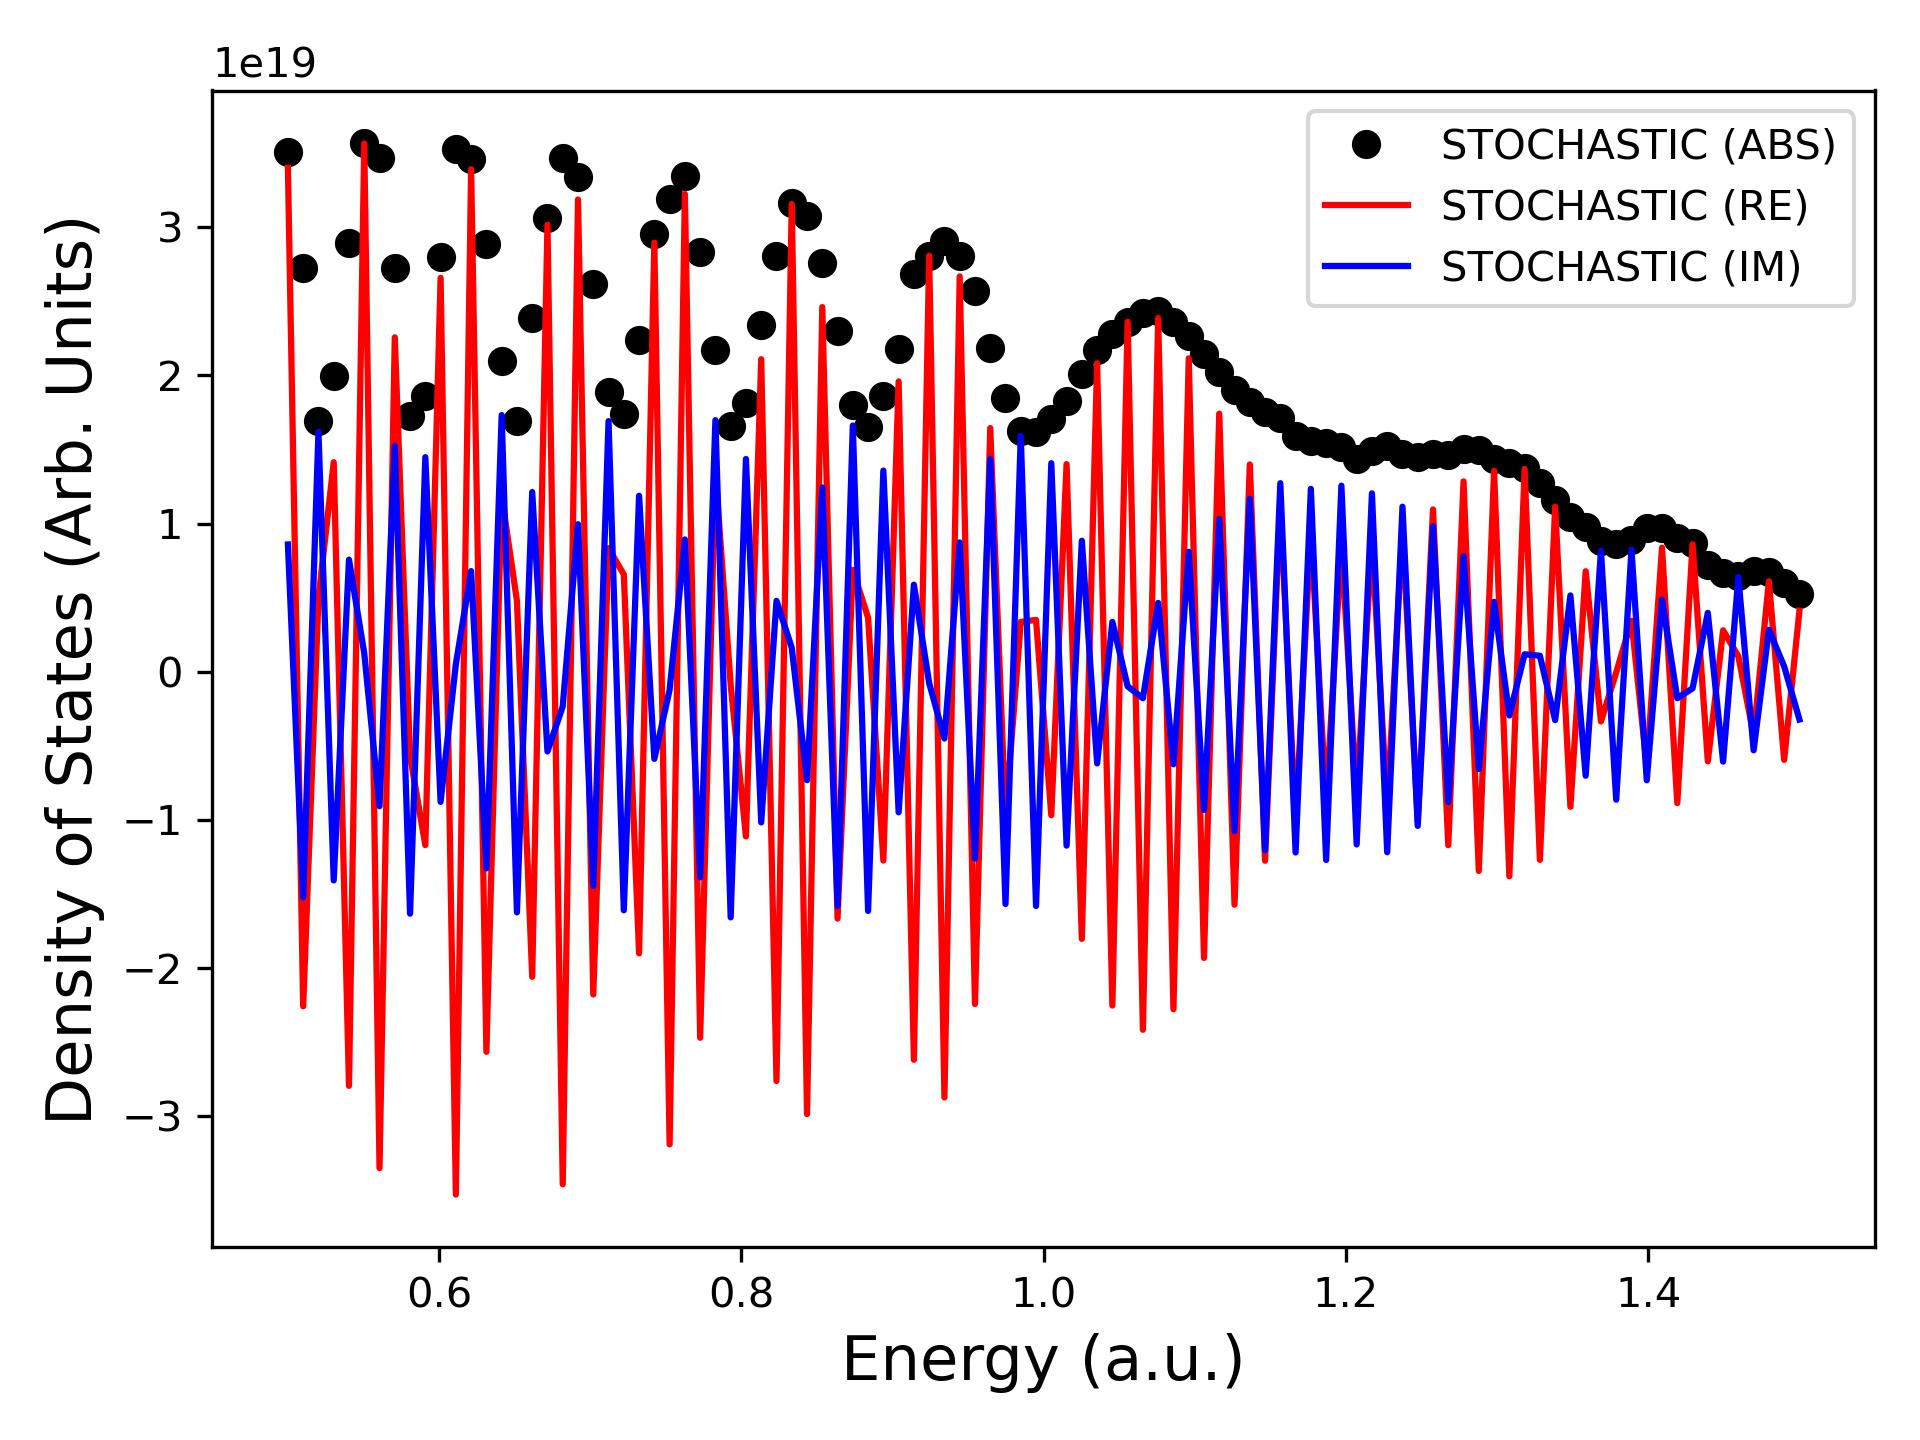 1e19
STOCHASTIC (ABS)
STOCHASTIC (RE)
STOCHASTIC (IM)
Density of States (Arb. Units)
3
2
1
0
−1
−2
−3
0.6 0.8 1.0 1.2 1.4
Energy (a.u.)